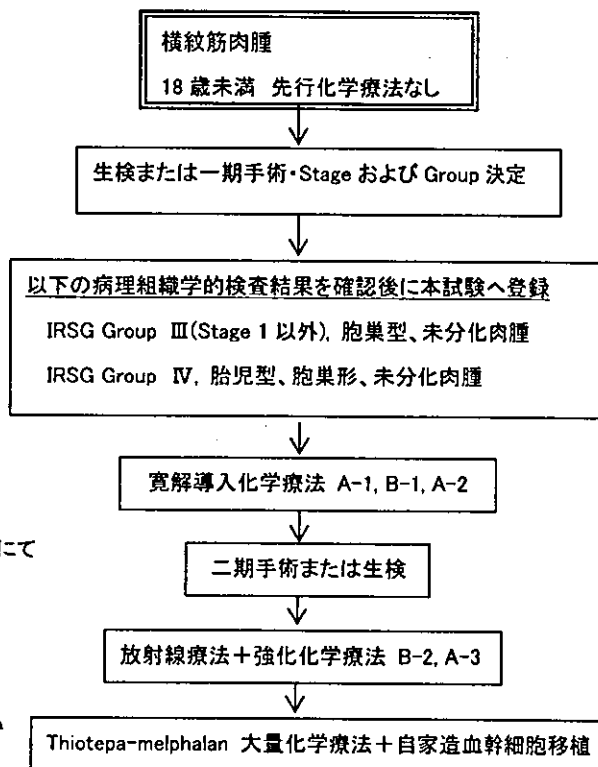 横紋筋肉腫
18 歳未満 先行化学療法なし
生検または一期手術・Stage および Group 決定
以下の病理組織学的検査結果を確認後に本試験へ登録
IRSG Group Ⅲ(Stage 1 以外), 胞巣型、未分化肉腫
IRSG Group Ⅳ, 胎児型、胞巣形、未分化肉腫
寛解導入化学療法 A-1, B-1, A-2
にて
二期手術または生検
放射線療法＋強化化学療法 B-2, A-3
Thiotepa-melphalan 大量化学療法＋自家造血幹細胞移植